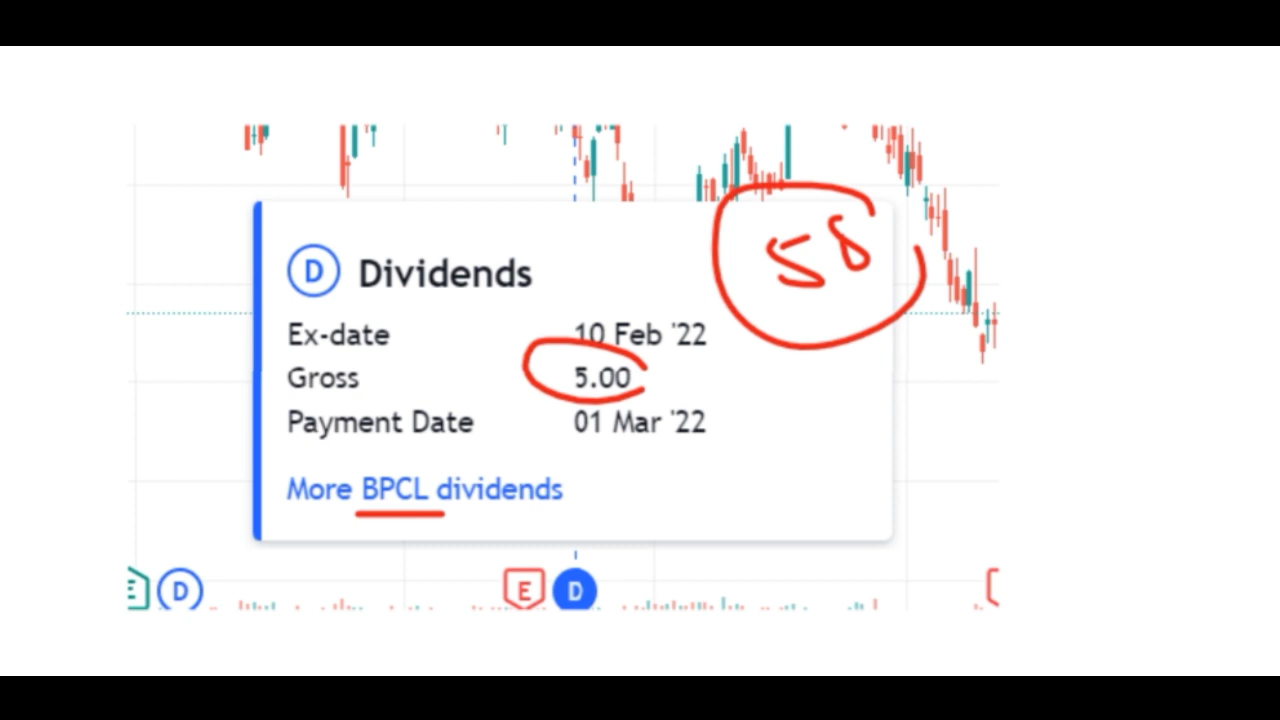 58
D Dividends
Ex-date 10 Feb '22
Gross 5.00
Payment Date 01 Mar '22
More BPCL dividends
E D E D